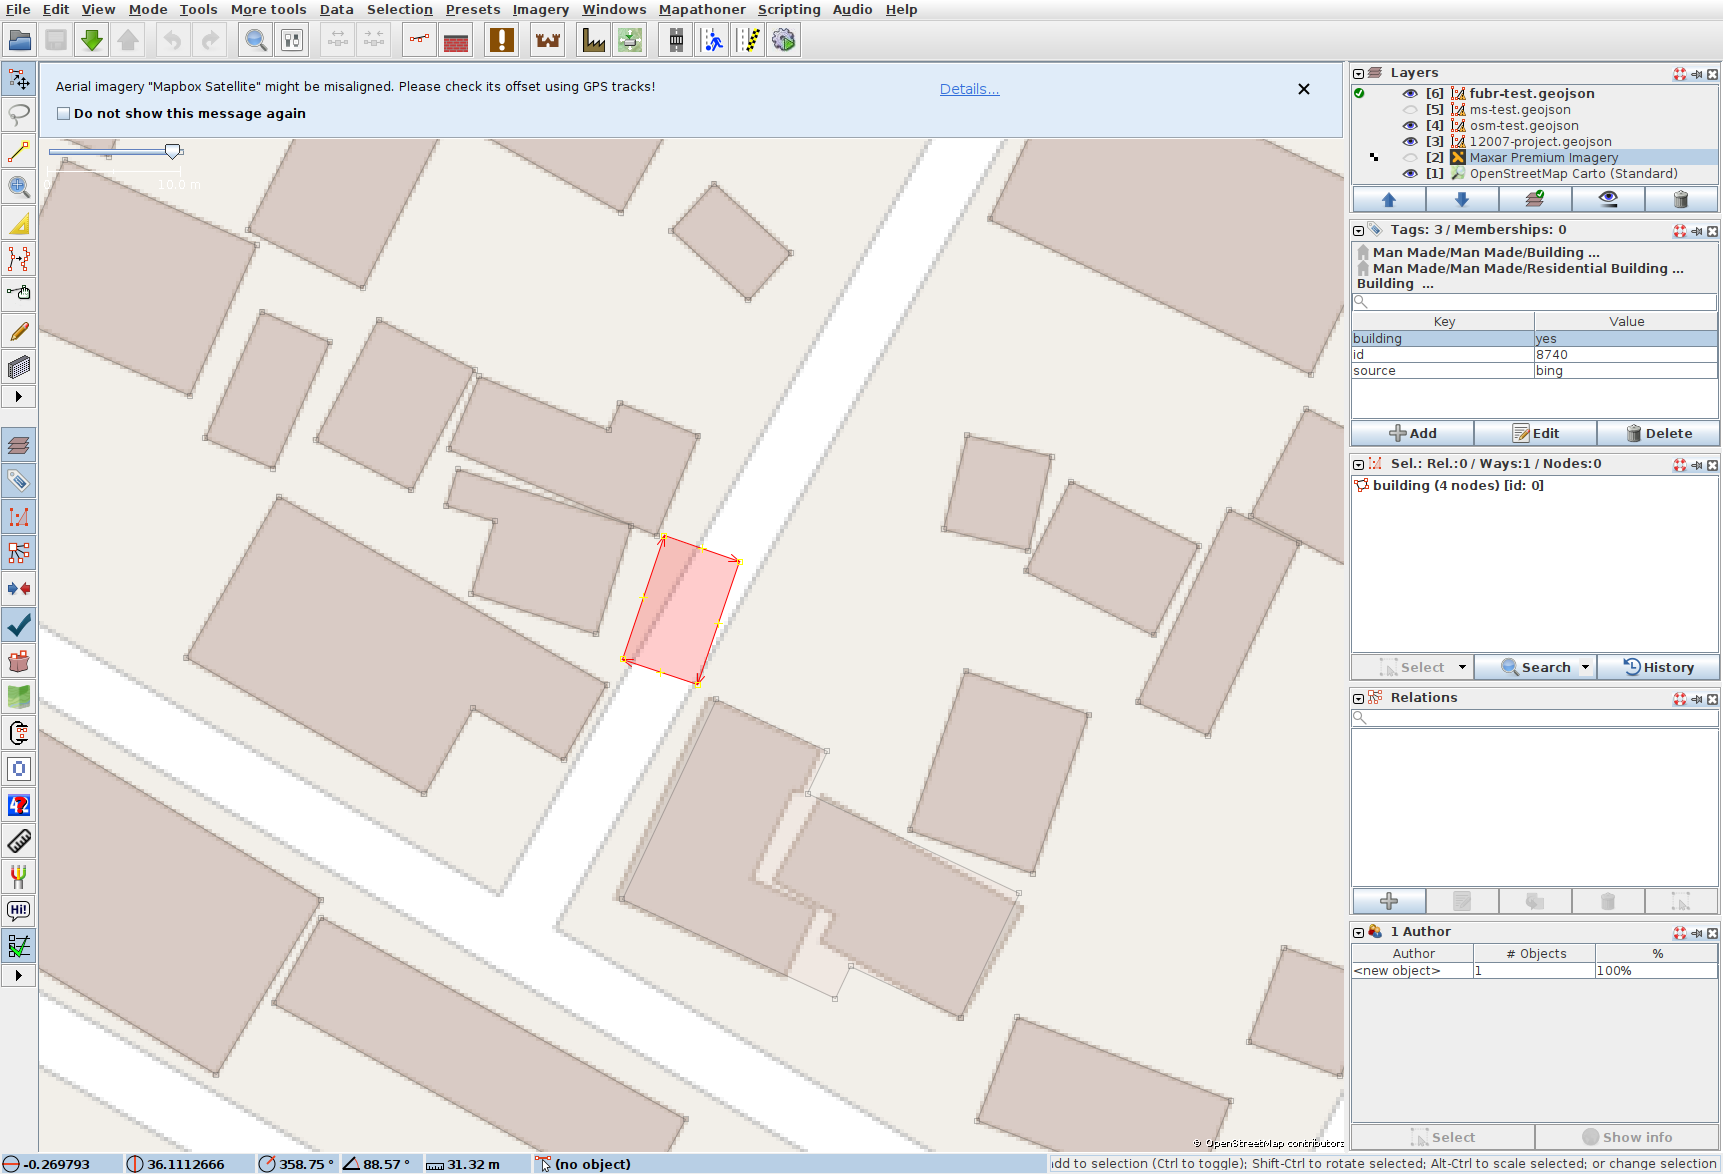 File Edit View Mode Tools More tools Data Selection Presets Imagery Windows Mapathoner Scripting Audio Help
Aerial imagery "Mapbox Satellite" might be misaligned. Please check its offset using GPS tracks!
Details...
Do not show this message again
0
10.0 m
Layers
[6] fubr-test.geojson
[5] ms-test.geojson
[4] osm-test.geojson
[3] 12007-project.geojson
[2] Maxar Premium Imagery
[1] OpenStreetMap Carto (Standard)
Tags: 3 / Memberships: 0
Man Made/Man Made/Building ...
Man Made/Man Made/Residential Building ...
Building ...
Key Value
building yes
id 8740
source bing
Add Edit Delete
Sel.: Rel.:0 / Ways:1 / Nodes:0
building (4 nodes) [id: 0]
Select Search History
Relations
1 Author
Author # Objects %
<new object> 1 100%
Select Show info
Hi!
© OpenStreetMap contributors
-0.269793 36.1112666 358.75 ° 88.57 ° 31.32 m (no object)
add to selection (Ctrl to toggle); Shift-Ctrl to rotate selected; Alt-Ctrl to scale selected; or change selection